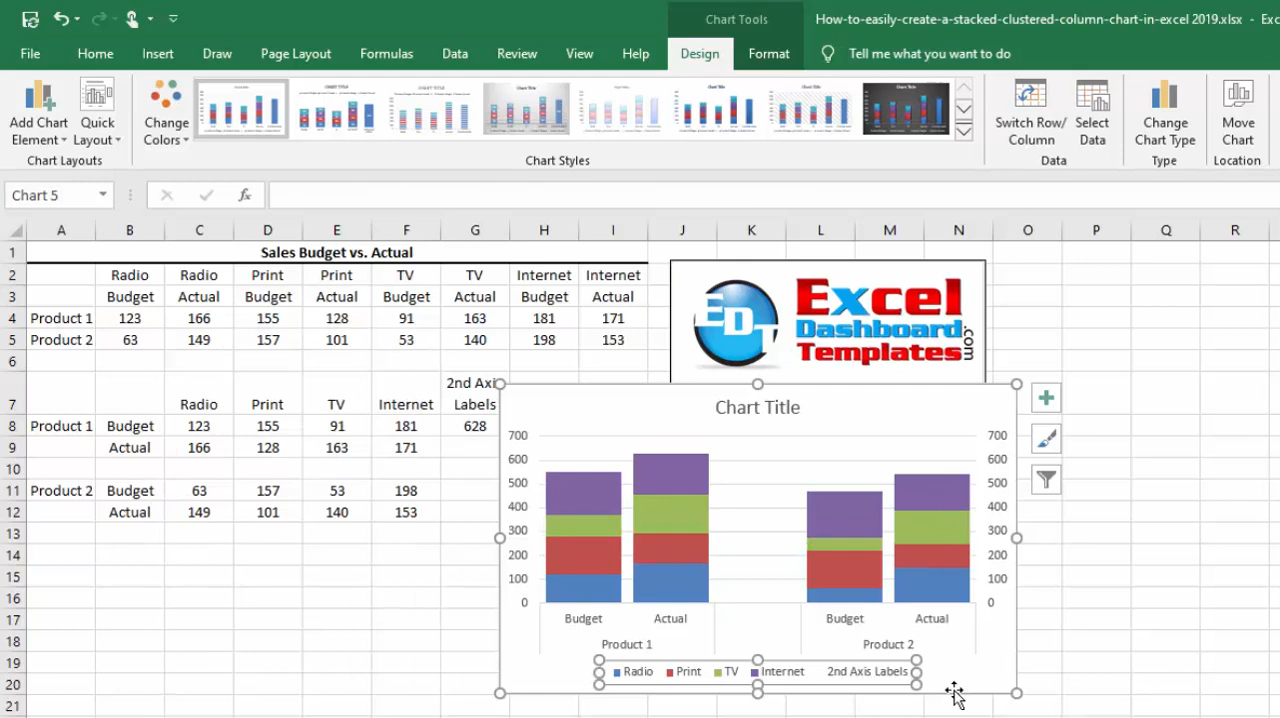 Chart Tools
How-to-easily-create-a-stacked-clustered-column-chart-in-excel 2019.xlsx - Exc
File Home Insert Draw Page Layout Formulas Data Review View Help Design Format Tell me what you want to do
Add Chart Element
Quick Layout
Change Colors
Switch Row/ Column
Select Data
Change Chart Type
Move Chart
Chart Layouts Chart Styles Data Type Location
Chart 5 fx
A B C D E F G H I J K L M N O P Q R
1 Sales Budget vs. Actual
2 Radio Radio Print Print TV TV Internet Internet
3 Budget Actual Budget Actual Budget Actual Budget Actual
4 Product 1 123 166 155 128 91 163 181 171
5 Product 2 63 149 157 101 53 140 198 153
6
7 Radio Print TV Internet 2nd Axis Labels
8 Product 1 Budget 123 155 91 181 628
9 Actual 166 128 163 171
10
11 Product 2 Budget 63 157 53 198
12 Actual 149 101 140 153
13
14
15
16
17
18
19
20
21
EDT
Excel
Dashboard
Templates
.com
Chart Title
700 700
600 600
500 500
400 400
300 300
200 200
100 100
0 0
Budget Actual Budget Actual
Product 1 Product 2
Radio Print TV Internet 2nd Axis Labels